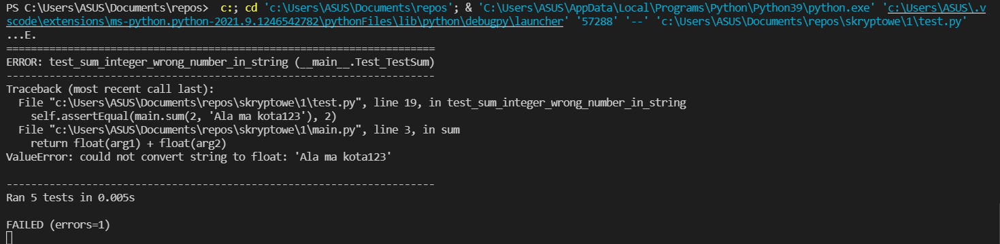 PS C:\Users\ASUS\Documents\repos>  c:; cd 'c:\Users\ASUS\Documents\repos'; & 'C:\Users\ASUS\AppData\Local\Programs\Python\Python39\python.exe' 'c:\Users\ASUS\.v
scode\extensions\ms-python.python-2021.9.1246542782\pythonFiles\lib\python\debugpy\launcher' '57288' '--' 'c:\Users\ASUS\Documents\repos\skryptowe\1\test.py'
...E.
======================================================================
ERROR: test_sum_integer_wrong_number_in_string (__main__.Test_TestSum)
----------------------------------------------------------------------
Traceback (most recent call last):
  File "c:\Users\ASUS\Documents\repos\skryptowe\1\test.py", line 19, in test_sum_integer_wrong_number_in_string
    self.assertEqual(main.sum(2, 'Ala ma kota123'), 2)
  File "c:\Users\ASUS\Documents\repos\skryptowe\1\main.py", line 3, in sum
    return float(arg1) + float(arg2)
ValueError: could not convert string to float: 'Ala ma kota123'

----------------------------------------------------------------------
Ran 5 tests in 0.005s

FAILED (errors=1)